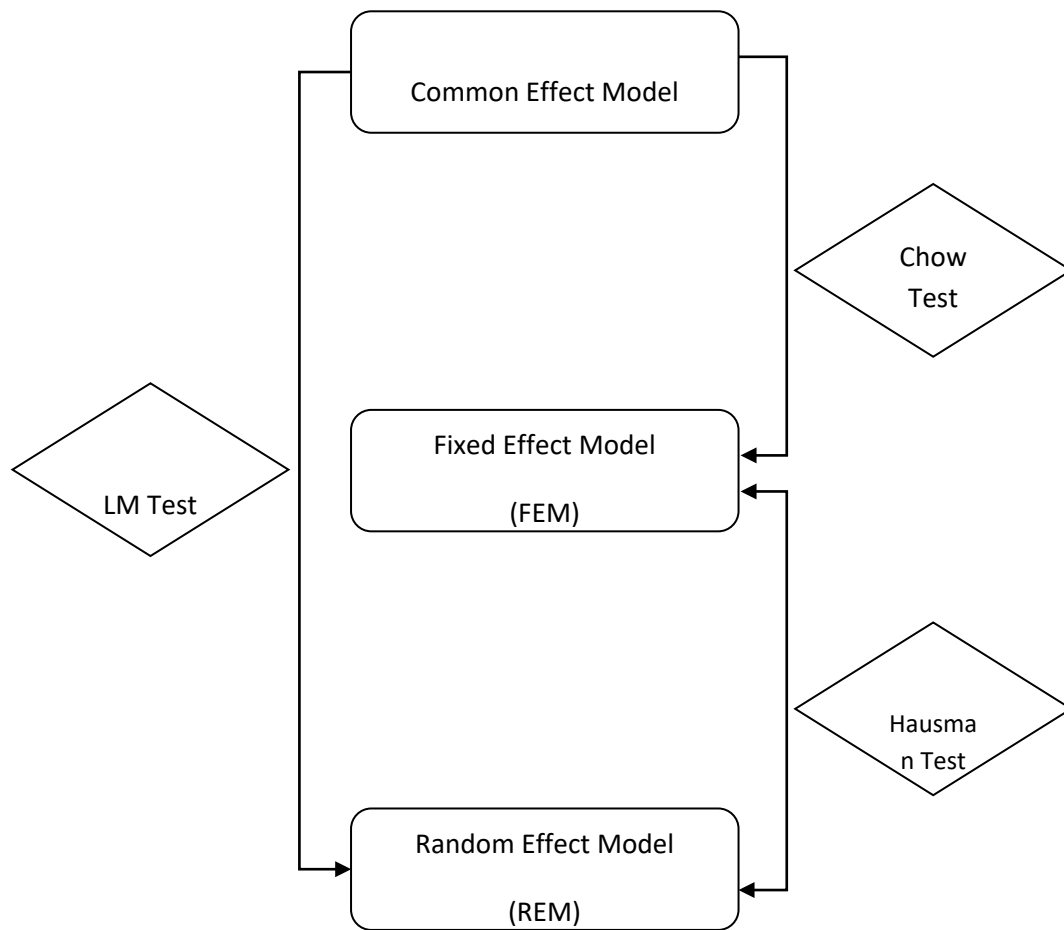 Common Effect Model
Chow
Test
Fixed Effect Model
(FEM)
LM Test
Hausma
n Test
Random Effect Model
(REM)